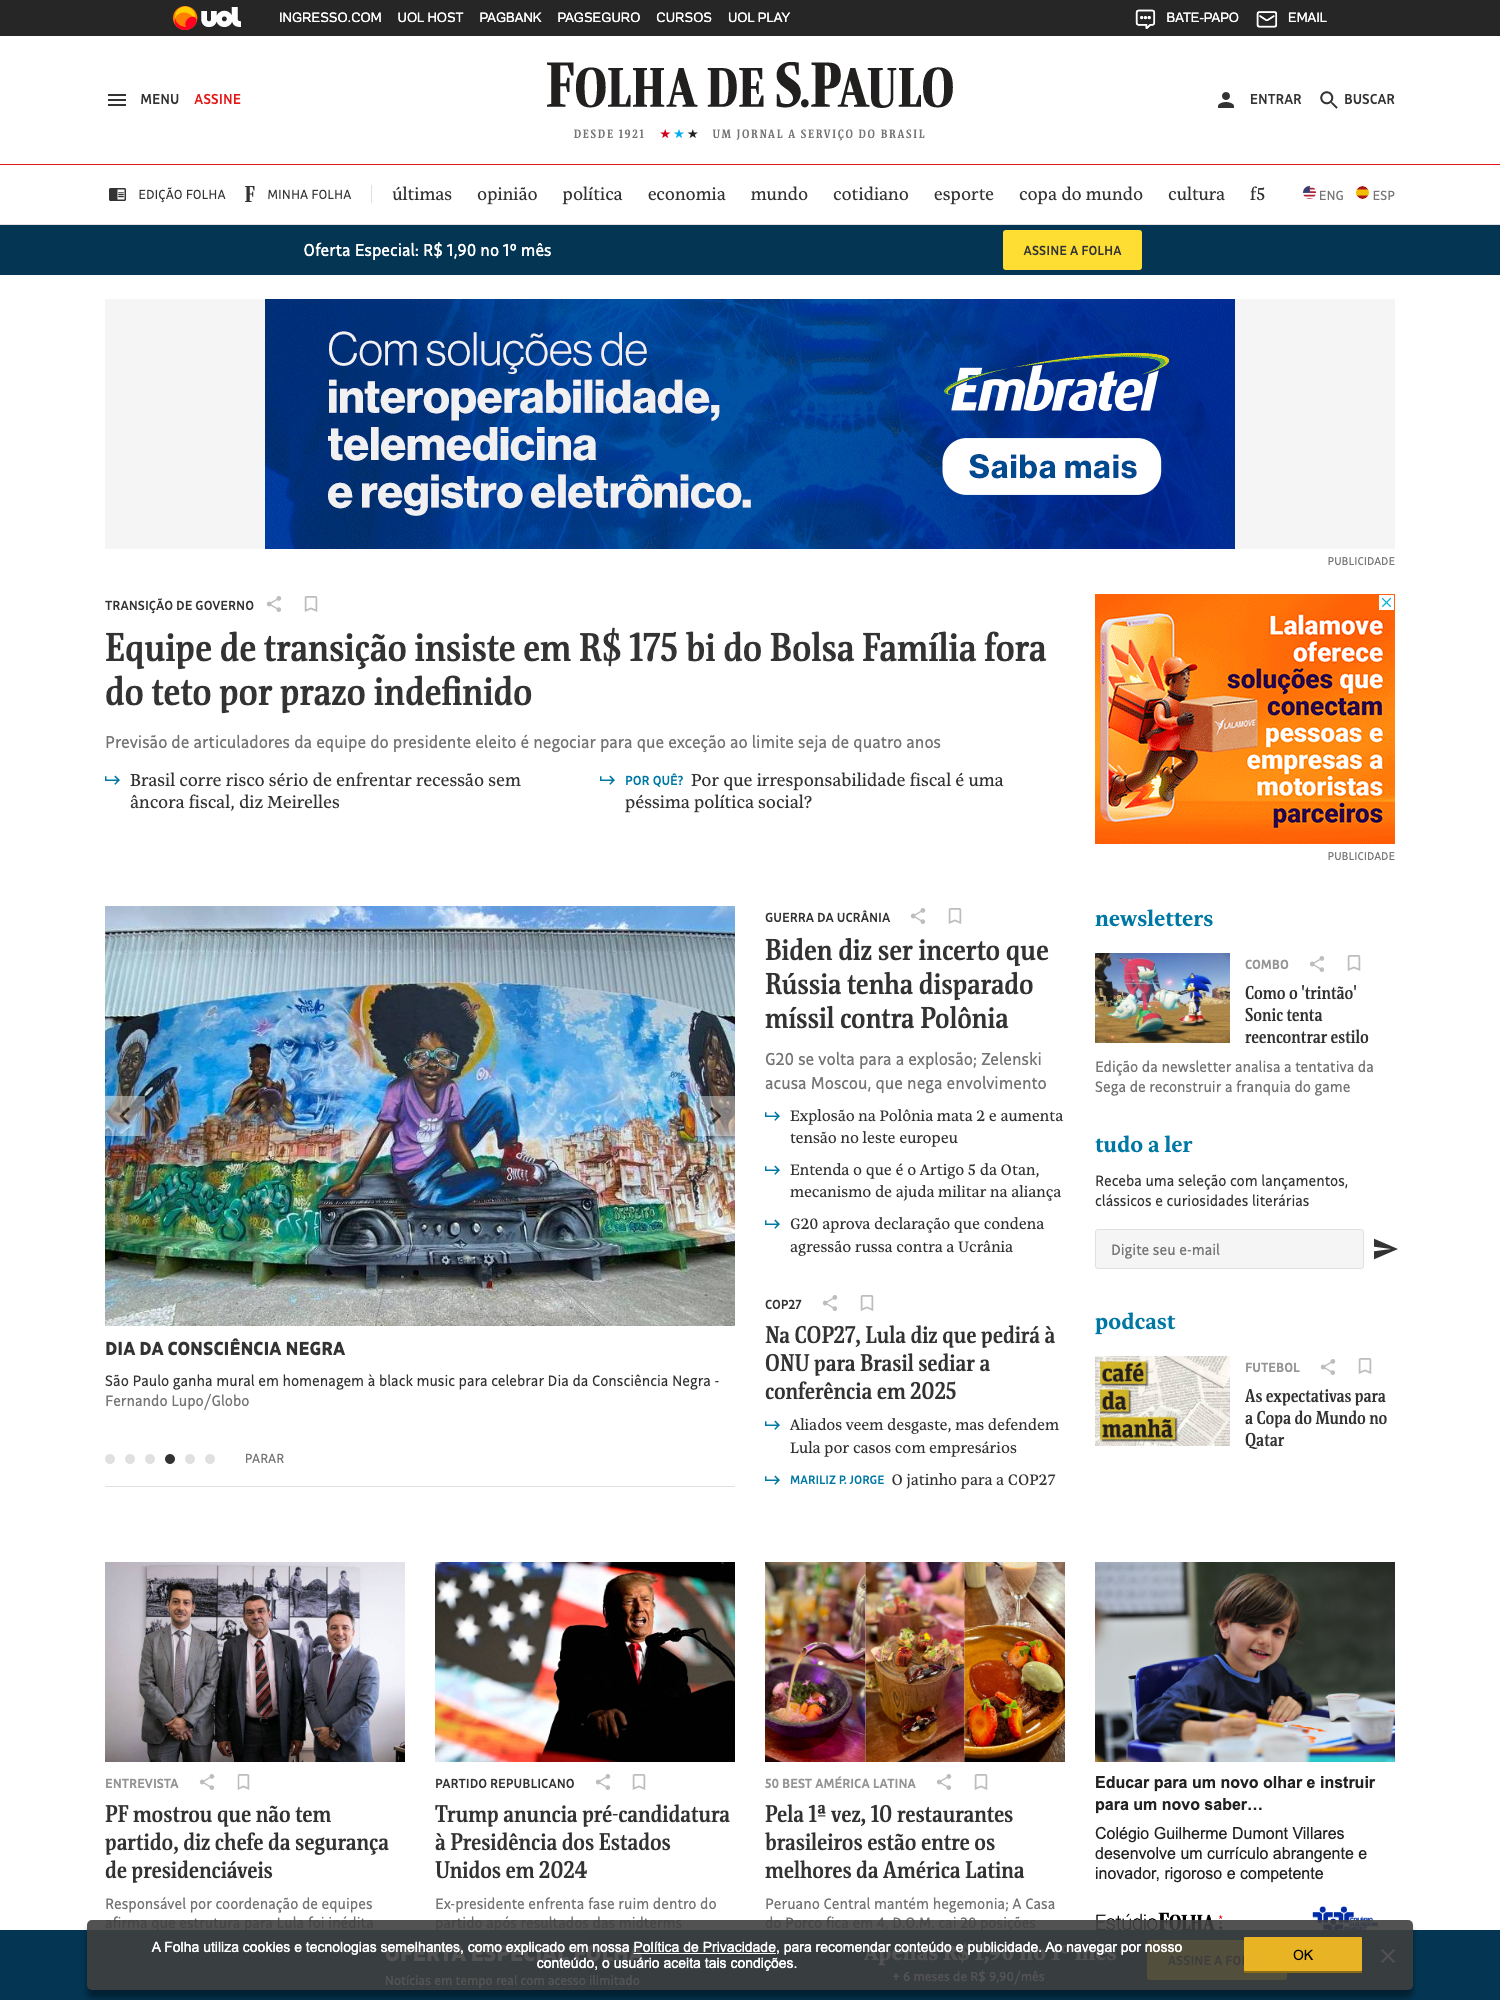 uol INGRESSO.COM UOL HOST PAGBANK PAGSEGURO CURSOS UOL PLAY BATE-PAPO EMAIL
MENU ASSINE
FOLHA DE S.PAULO
DESDE 1921 ★★★ UM JORNAL A SERVIÇO DO BRASIL
ENTRAR BUSCAR
EDIÇÃO FOLHA F MINHA FOLHA últimas opinião política economia mundo cotidiano esporte copa do mundo cultura f5 ENG ESP
Oferta Especial: R$ 1,90 no 1º mês ASSINE A FOLHA
Com soluções de
interoperabilidade,
telemedicina
e registro eletrônico.
Embratel
Saiba mais
PUBLICIDADE
TRANSIÇÃO DE GOVERNO
Equipe de transição insiste em R$ 175 bi do Bolsa Família fora
do teto por prazo indefinido
Previsão de articuladores da equipe do presidente eleito é negociar para que exceção ao limite seja de quatro anos
Brasil corre risco sério de enfrentar recessão sem
âncora fiscal, diz Meirelles
POR QUÊ? Por que irresponsabilidade fiscal é uma
péssima política social?
Lalamove
oferece
soluções que
conectam
pessoas e
empresas a
motoristas
parceiros
LALAMOVE
PUBLICIDADE
DIA DA CONSCIÊNCIA NEGRA
São Paulo ganha mural em homenagem à black music para celebrar Dia da Consciência Negra -
Fernando Lupo/Globo
PARAR
GUERRA DA UCRÂNIA
Biden diz ser incerto que
Rússia tenha disparado
míssil contra Polônia
G20 se volta para a explosão; Zelenski
acusa Moscou, que nega envolvimento
Explosão na Polônia mata 2 e aumenta
tensão no leste europeu
Entenda o que é o Artigo 5 da Otan,
mecanismo de ajuda militar na aliança
G20 aprova declaração que condena
agressão russa contra a Ucrânia
COP27
Na COP27, Lula diz que pedirá à
ONU para Brasil sediar a
conferência em 2025
Aliados veem desgaste, mas defendem
Lula por casos com empresários
MARILIZ P. JORGE O jatinho para a COP27
newsletters
COMBO
Como o 'trintão'
Sonic tenta
reencontrar estilo
Edição da newsletter analisa a tentativa da
Sega de reconstruir a franquia do game
tudo a ler
Receba uma seleção com lançamentos,
clássicos e curiosidades literárias
Digite seu e-mail
podcast
café
da
manhã
FUTEBOL
As expectativas para
a Copa do Mundo no
Qatar
ENTREVISTA
PF mostrou que não tem
partido, diz chefe da segurança
de presidenciáveis
Responsável por coordenação de equipes
afirma que estrutura para Lula foi inédita
PARTIDO REPUBLICANO
Trump anuncia pré-candidatura
à Presidência dos Estados
Unidos em 2024
Ex-presidente enfrenta fase ruim dentro do
partido após resultados das midterms
50 BEST AMÉRICA LATINA
Pela 1ª vez, 10 restaurantes
brasileiros estão entre os
melhores da América Latina
Peruano Central mantém hegemonia; A Casa
do Porco fica em 4, D.O.M. cai 20 posições
Educar para um novo olhar e instruir
para um novo saber…
Colégio Guilherme Dumont Villares
desenvolve um currículo abrangente e
inovador, rigoroso e competente
EstúdioFOLHA
A Folha utiliza cookies e tecnologias semelhantes, como explicado em nossa Política de Privacidade, para recomendar conteúdo e publicidade. Ao navegar por nosso
conteúdo, o usuário aceita tais condições.
OK
Notícias em tempo real com acesso ilimitado
Apenas R$ 1,90 no 1º mês
+ 6 meses de R$ 9,90/mês
ASSINE A FO